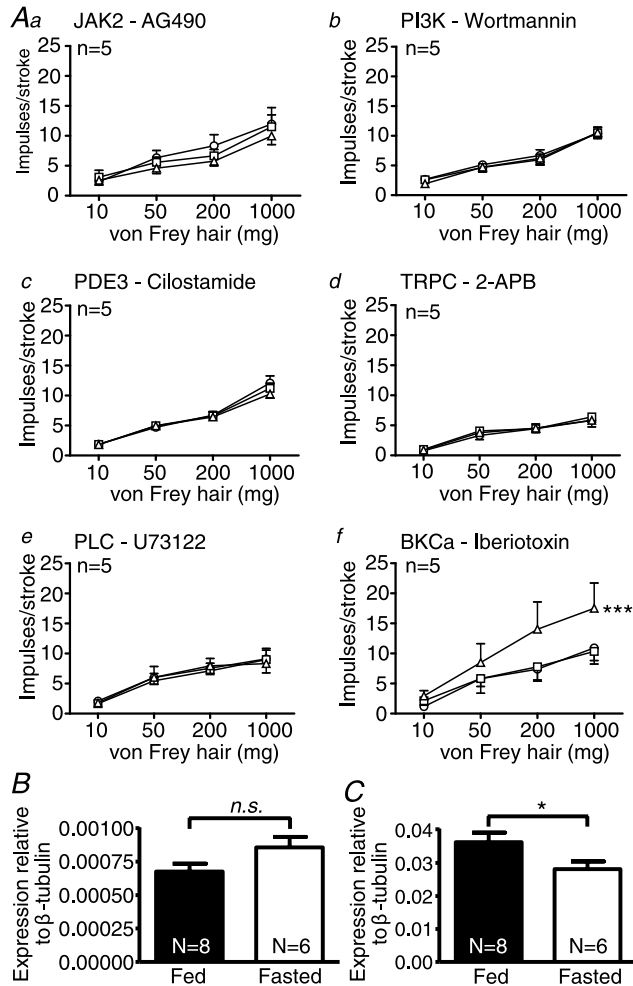 A a JAK2 - AG490
n=5
Impulses/stroke
25
20
15
10
5
0
10 50 200 1000
von Frey hair (mg)
b PI3K - Wortmannin
n=5
Impulses/stroke
25
20
15
10
5
0
10 50 200 1000
von Frey hair (mg)
c PDE3 - Cilostamide
n=5
Impulses/stroke
25
20
15
10
5
0
10 50 200 1000
von Frey hair (mg)
d TRPC - 2-APB
n=5
Impulses/stroke
25
20
15
10
5
0
10 50 200 1000
von Frey hair (mg)
e PLC - U73122
n=5
Impulses/stroke
25
20
15
10
5
0
10 50 200 1000
von Frey hair (mg)
f BKCa - Iberiotoxin
n=5
Impulses/stroke
25
20
15
10
5
0
***
10 50 200 1000
von Frey hair (mg)
B
n.s.
Expression relative
toβ-tubulin
0.00100
0.00075
0.00050
0.00025
0.00000
N=8 N=6
Fed Fasted
C
*
Expression relative
toβ-tubulin
0.04
0.03
0.02
0.01
0.00
N=8 N=6
Fed Fasted